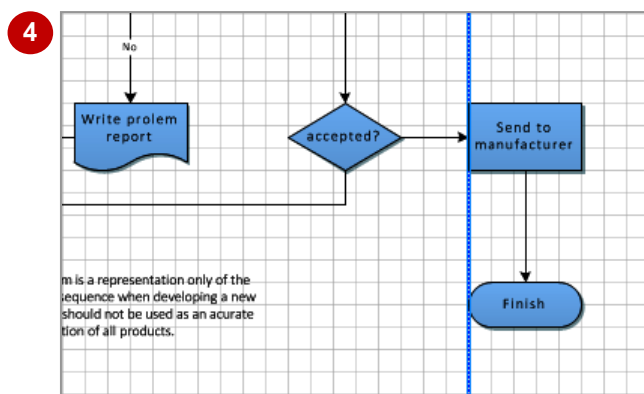 4
No
Write prolem
report
accepted?
Send to
manufacturer
m is a representation only of the
sequence when developing a new
should not be used as an acurate
tion of all products.
Finish